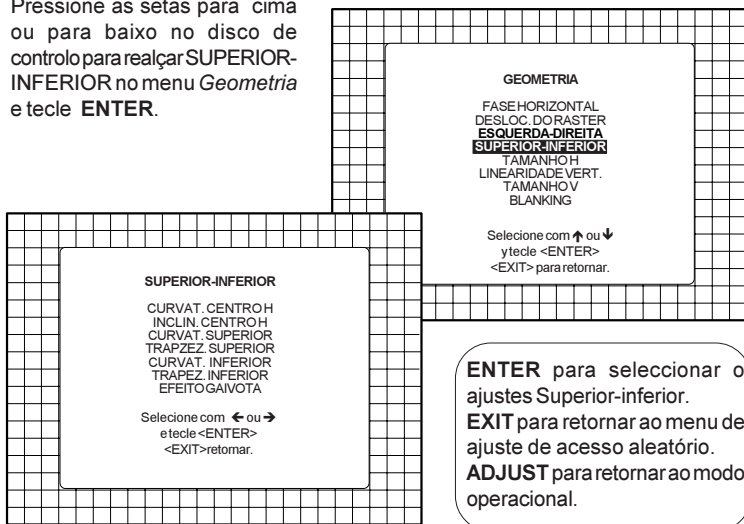 Pressione as setas para cima
ou para baixo no disco de
controlo para realçar SUPERIOR-
INFERIOR no menu Geometria
e tecle ENTER.
GEOMETRIA
FASE HORIZONTAL
DESLOC. DO RASTER
ESQUERDA-DIREITA
SUPERIOR-INFERIOR
TAMANHO H
LINEARIDADE VERT.
TAMANHO V
BLANKING
Selecione com ↑ ou ↓
y tecle <ENTER>
<EXIT> para retornar.
SUPERIOR-INFERIOR
CURVAT. CENTRO H
INCLIN. CENTRO H
CURVAT. SUPERIOR
TRAPZEZ. SUPERIOR
CURVAT. INFERIOR
TRAPEZ. INFERIOR
EFEITO GAIVOTA
Selecione com ← ou →
e tecle <ENTER>
<EXIT> retornar.
ENTER para seleccionar o
ajustes Superior-inferior.
EXIT para retornar ao menu de
ajuste de acesso aleatório.
ADJUST para retornar ao modo
operacional.